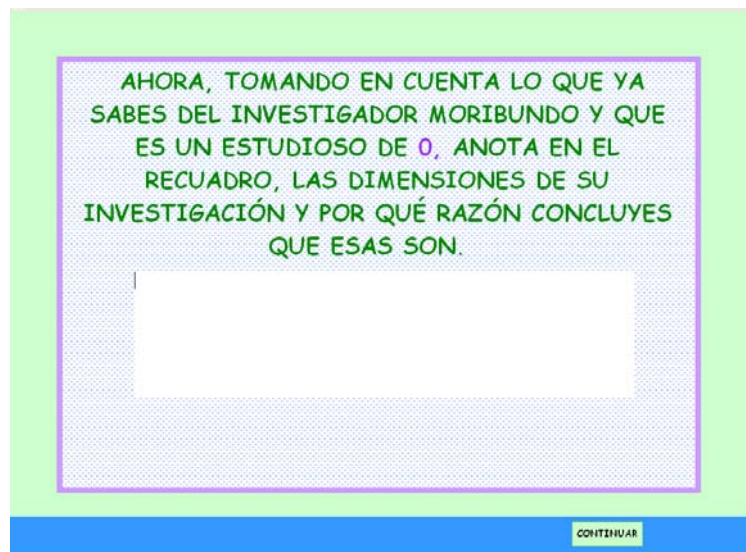 AHORA, TOMANDO EN CUENTA LO QUE YA
SABES DEL INVESTIGADOR MORIBUNDO Y QUE
ES UN ESTUDIOSO DE 0, ANOTA EN EL
RECUADRO, LAS DIMENSIONES DE SU
INVESTIGACIÓN Y POR QUÉ RAZÓN CONCLUYES
QUE ESAS SON.
CONTINUAR